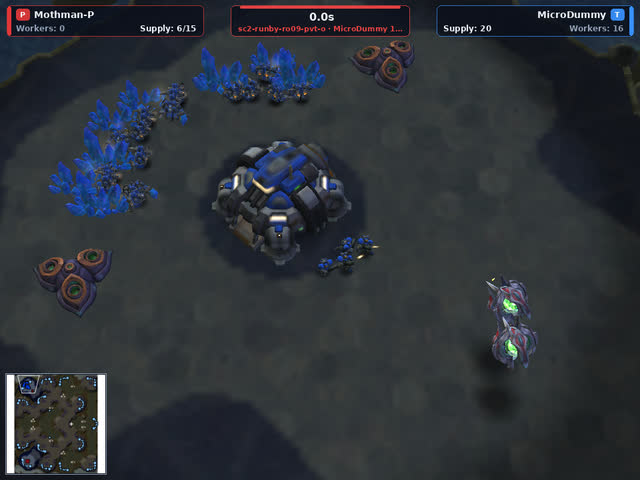 P Mothman-P
Workers: 0 Supply: 6/15
0.0s
sc2-runby-ro09-pvt-o · MicroDummy 1...
MicroDummy T
Supply: 20 Workers: 16